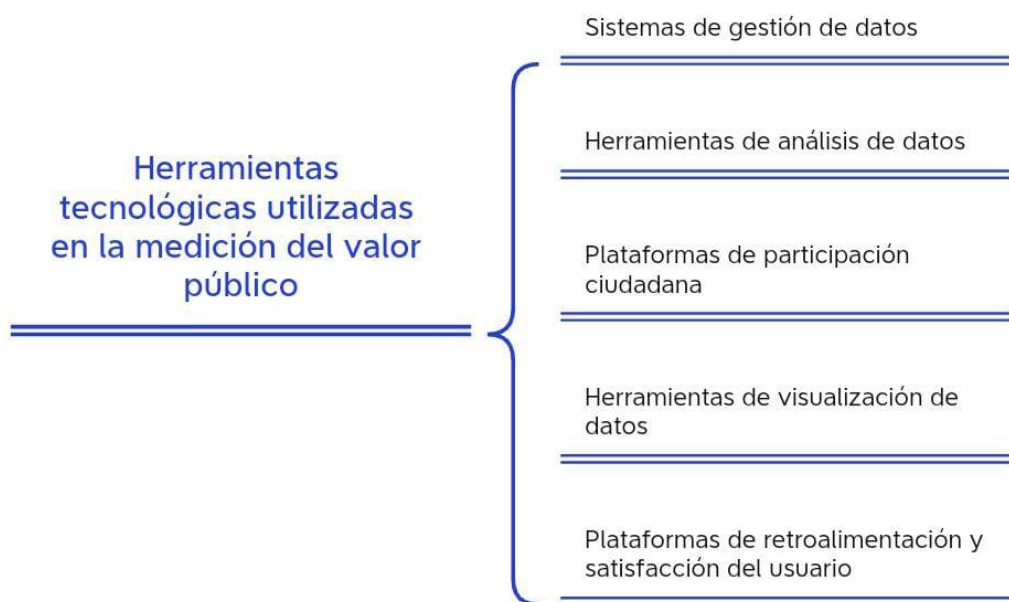 Herramientas
tecnológicas utilizadas
en la medición del valor
público
Sistemas de gestión de datos
Herramientas de análisis de datos
Plataformas de participación
ciudadana
Herramientas de visualización de
datos
Plataformas de retroalimentación y
satisfacción del usuario